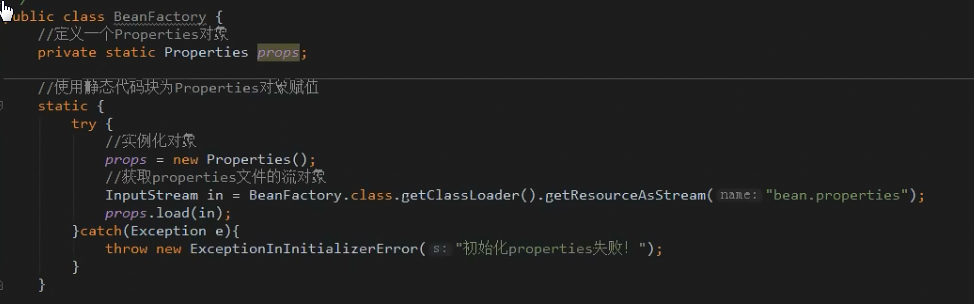 public class BeanFactory {
//定义一个Properties对象
private static Properties props;
//使用静态代码块为Properties对象赋值
static {
try {
//实例化对象
props = new Properties();
//获取properties文件的流对象
InputStream in = BeanFactory.class.getClassLoader().getResourceAsStream( name: "bean.properties");
props.load(in);
}catch(Exception e){
throw new ExceptionInInitializerError( s: "初始化properties失败！");
}
}